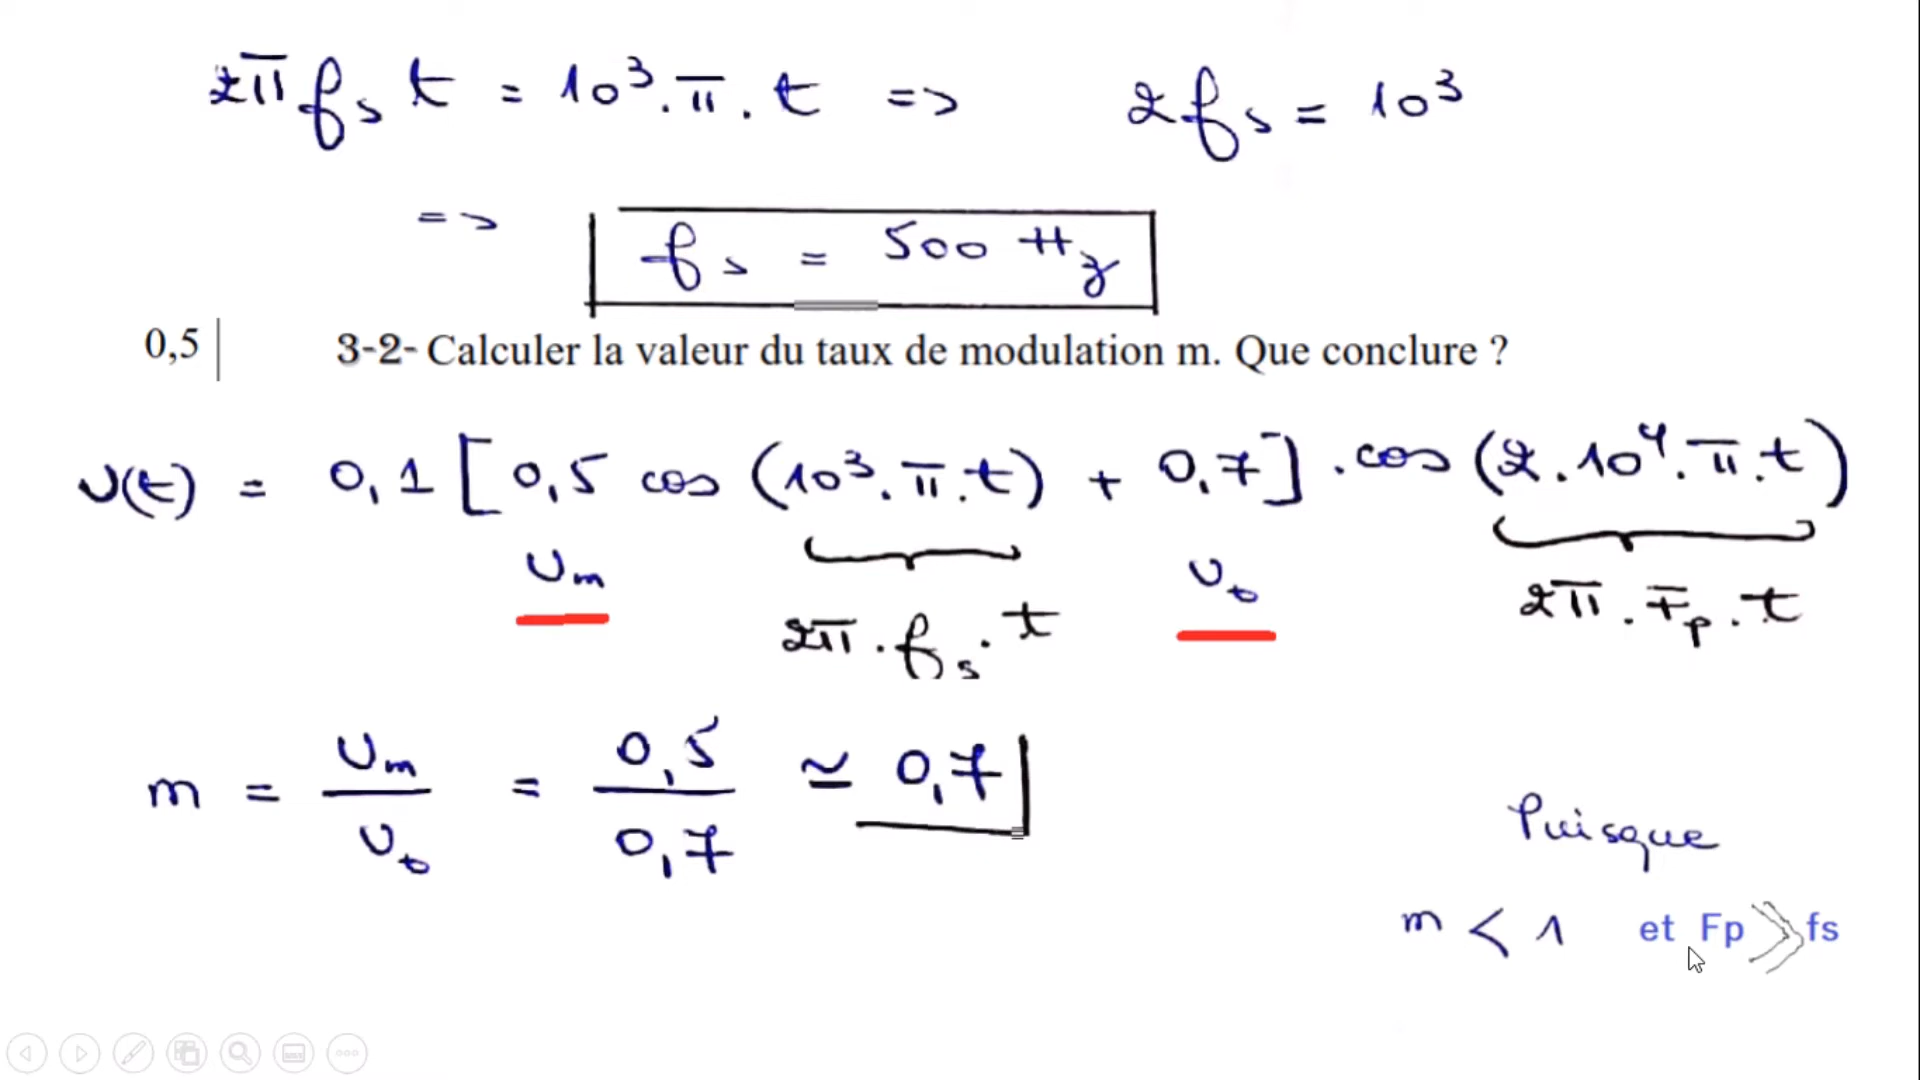 2π fs t = 10³.π.t => 2fs = 10³
=> fs = 500 Hz
0,5 | 3-2- Calculer la valeur du taux de modulation m. Que conclure ?
υ(t) = 0,1 [0,5 cos (10³.π.t) + 0,7] . cos (2.10⁴.π.t)
Um U₀
2π.fs.t 2π.Fp.t
m = Um / U₀ = 0,5 / 0,7 ≃ 0,7
Puisque
m < 1 et Fp >> fs